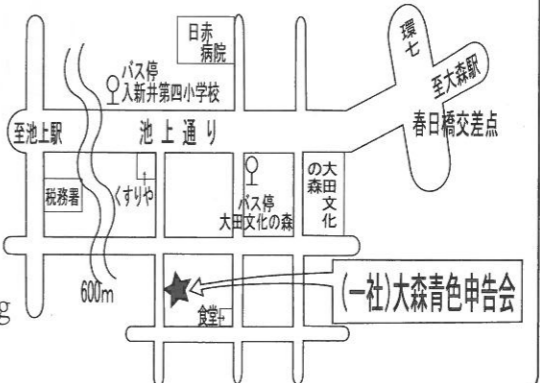 日赤
病院
環七
バス停
入新井第四小学校
至大森駅
至池上駅
池上通り
春日橋交差点
税務署
くすりや
バス停
大田文化の森
大田文化
の森
600m
食堂
(一社)大森青色申告会
g